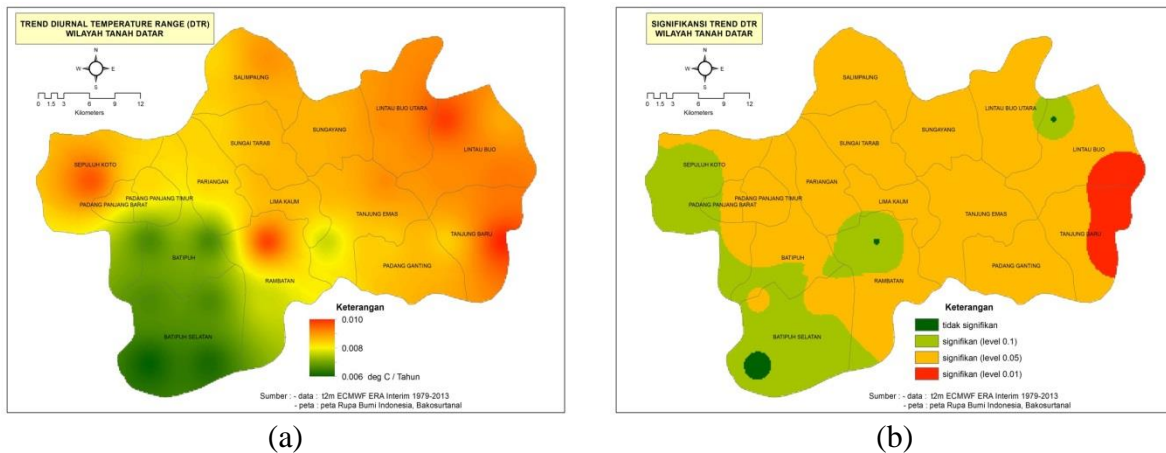 TREND DIURNAL TEMPERATURE RANGE (DTR)
WILAYAH TANAH DATAR
N
W E
S
0 1.5 3 6 9 12
Kilometers
SALIMPAUNG
LINTAU BUO UTARA
SUNGAYANG
SUNGAI TARAB
LINTAU BUO
SEPULUH KOTO
PARIANGAN
PADANG PANJANG TIMUR
PADANG PANJANG BARAT
LIMA KAUM
TANJUNG EMAS
TANJUNG BARU
BATIPUH
PADANG GANTING
RAMBATAN
BATIPUH SELATAN
Keterangan
0.010
0.008
0.006 deg C / Tahun
Sumber : - data : t2m ECMWF ERA Interim 1979-2013
- peta : peta Rupa Bumi Indonesia, Bakosurtanal
(a)
SIGNIFIKANSI TREND DTR
WILAYAH TANAH DATAR
N
W E
S
0 1.5 3 6 9 12
Kilometers
SALIMPAUNG
LINTAU BUO UTARA
SUNGAYANG
SUNGAI TARAB
LINTAU BUO
SEPULUH KOTO
PARIANGAN
PADANG PANJANG TIMUR
PADANG PANJANG BARAT
LIMA KAUM
TANJUNG EMAS
TANJUNG BARU
BATIPUH
PADANG GANTING
RAMBATAN
BATIPUH SELATAN
Keterangan
tidak signifikan
signifikan (level 0.1)
signifikan (level 0.05)
signifikan (level 0.01)
Sumber : - data : t2m ECMWF ERA Interim 1979-2013
- peta : peta Rupa Bumi Indonesia, Bakosurtanal
(b)